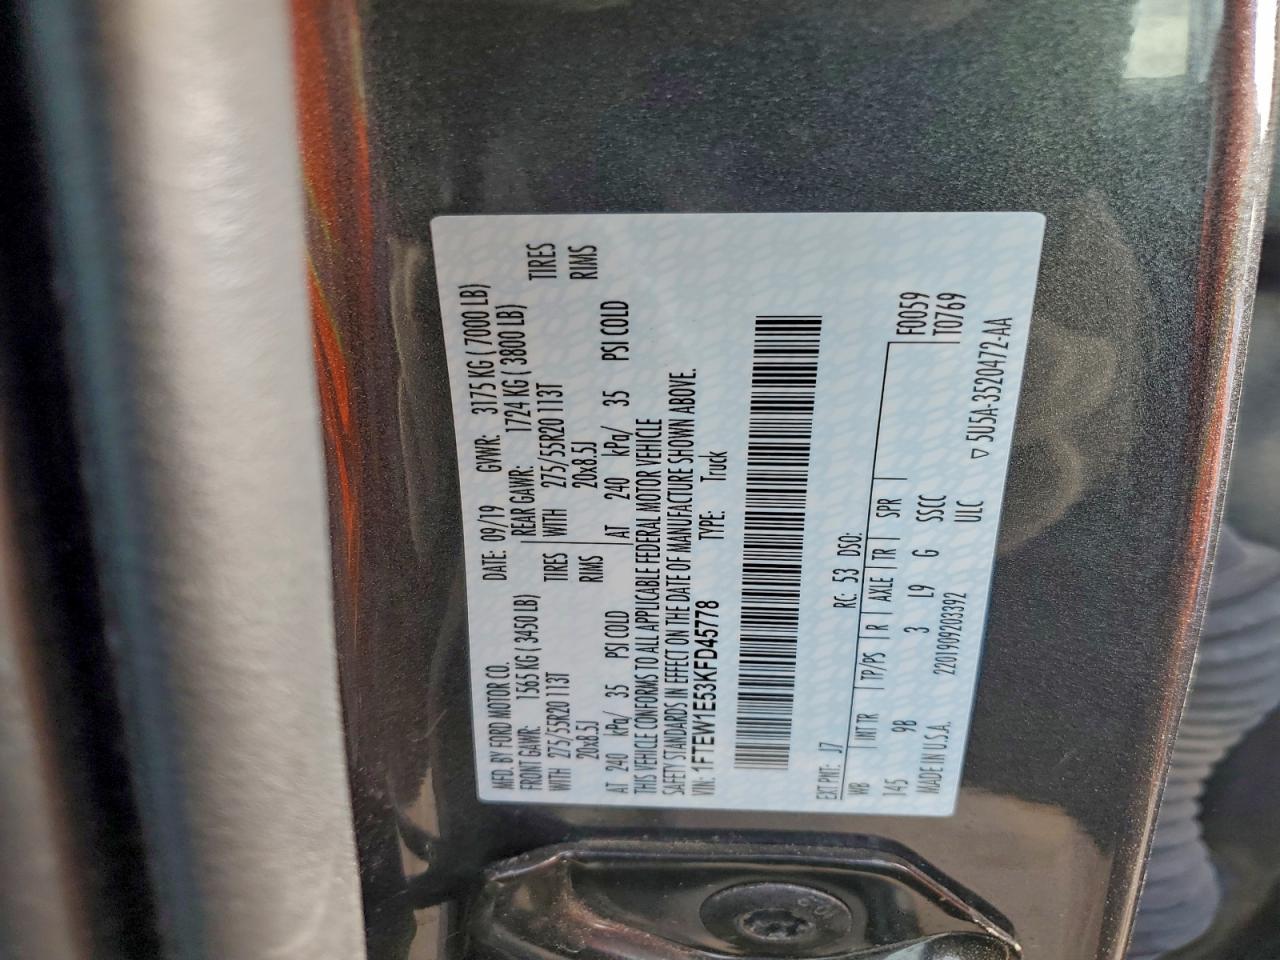 MFD. BY FORD MOTOR CO.
DATE: 09/19 GVWR: 3175 KG ( 7000 LB)
FRONT GAWR: 1565 KG ( 3450 LB) REAR GAWR: 1724 KG ( 3800 LB)
WITH 275/55R20 113T TIRES WITH 275/55R20 113T TIRES
20x8.5J RIMS 20x8.5J RIMS
AT 240 kPa/ 35 PSI COLD AT 240 kPa/ 35 PSI COLD
THIS VEHICLE CONFORMS TO ALL APPLICABLE FEDERAL MOTOR VEHICLE
SAFETY STANDARDS IN EFFECT ON THE DATE OF MANUFACTURE SHOWN ABOVE.
VIN: 1FTEW1E53KFD45778 TYPE: Truck
EXT PNT: J7 RC: 53 DSO:
WB INT TR TP/PS R AXLE TR SPR F0059
145 9B 3 L9 G SSCC T0769
MADE IN U.S.A. 2201909203392 ULC
▽ 5U5A-3520472-AA